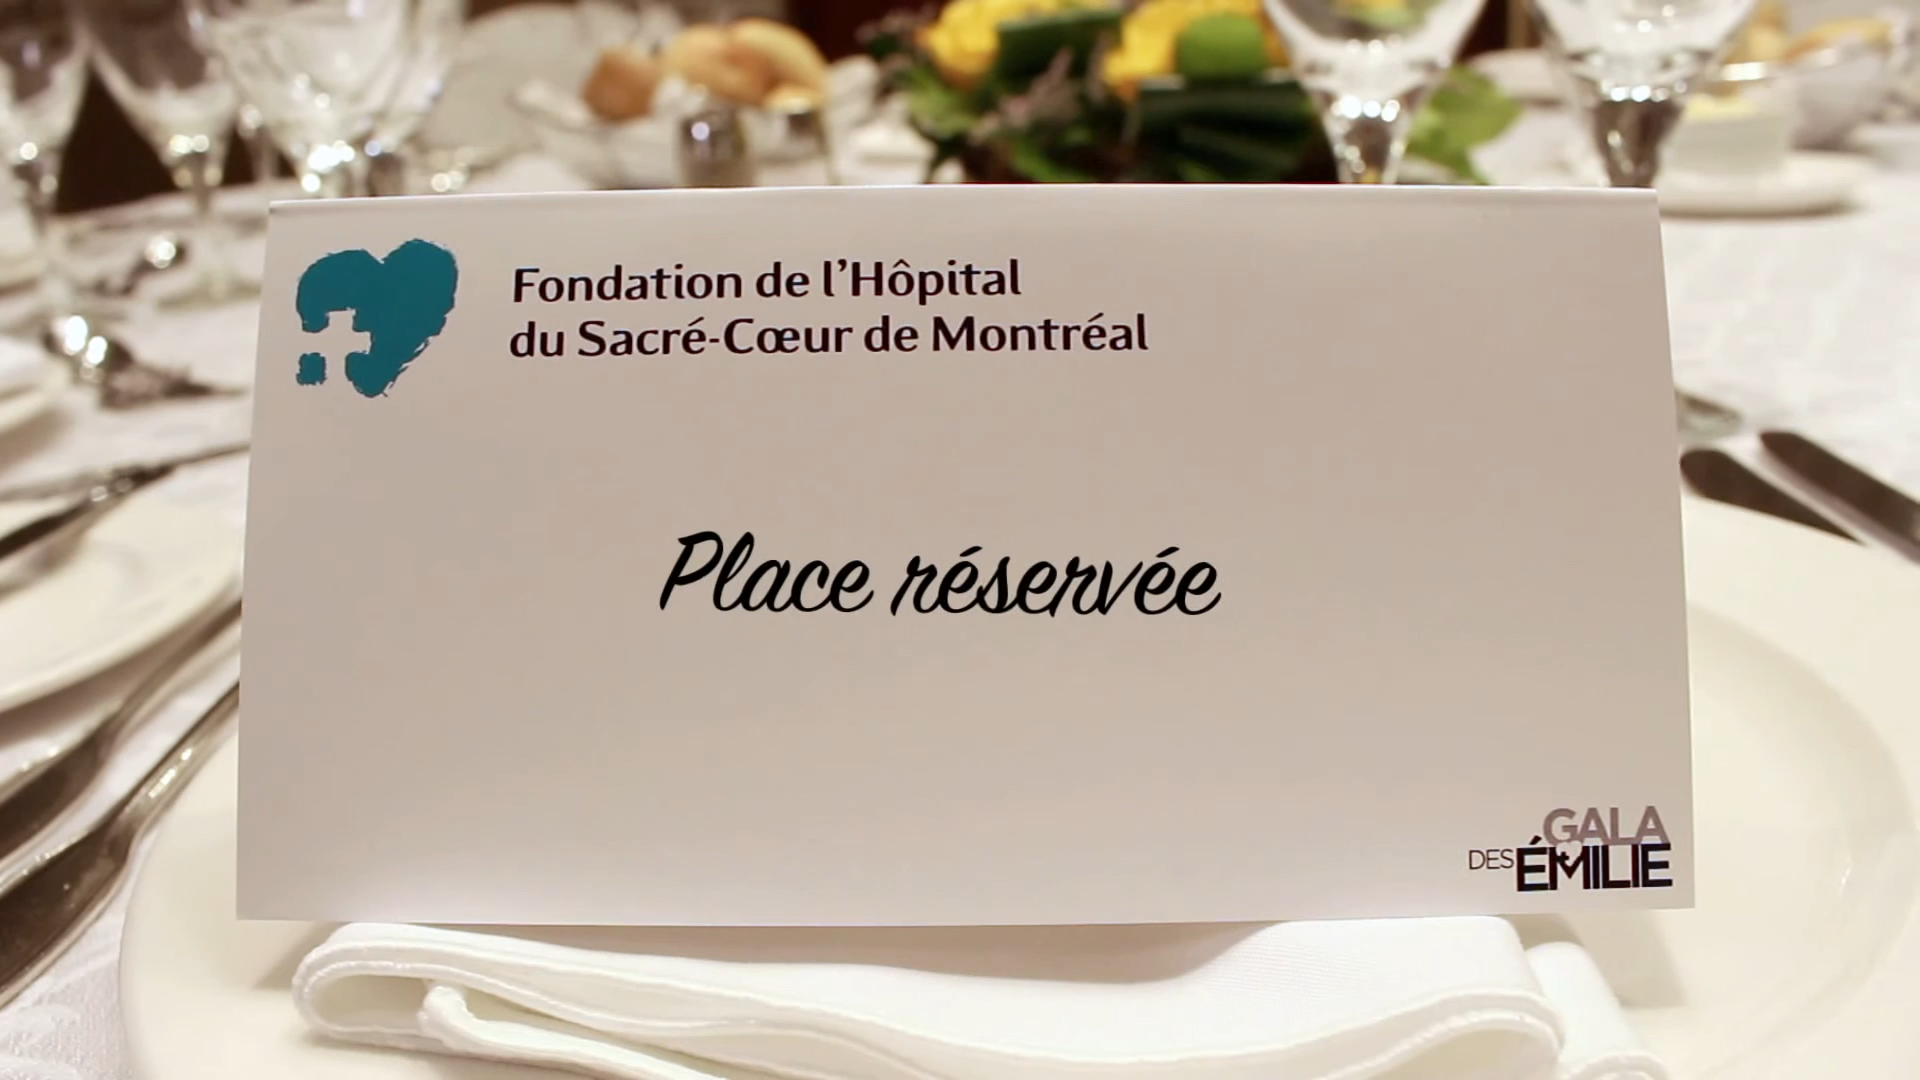 Fondation de l'Hôpital
du Sacré-Cœur de Montréal
Place réservée
GALA
DES ÉMILIE